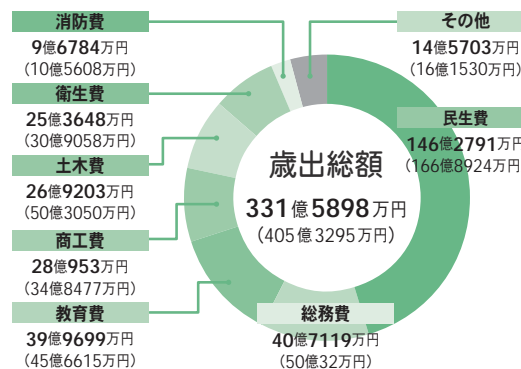 消防費
9億6784万円
(10億5608万円)
衛生費
25億3648万円
(30億9058万円)
土木費
26億9203万円
(50億3050万円)
商工費
28億953万円
(34億8477万円)
教育費
39億9699万円
(45億6615万円)
その他
14億5703万円
(16億1530万円)
民生費
146億2791万円
(166億8924万円)
歳出総額
331億5898万円
(405億3295万円)
総務費
40億7119万円
(50億32万円)